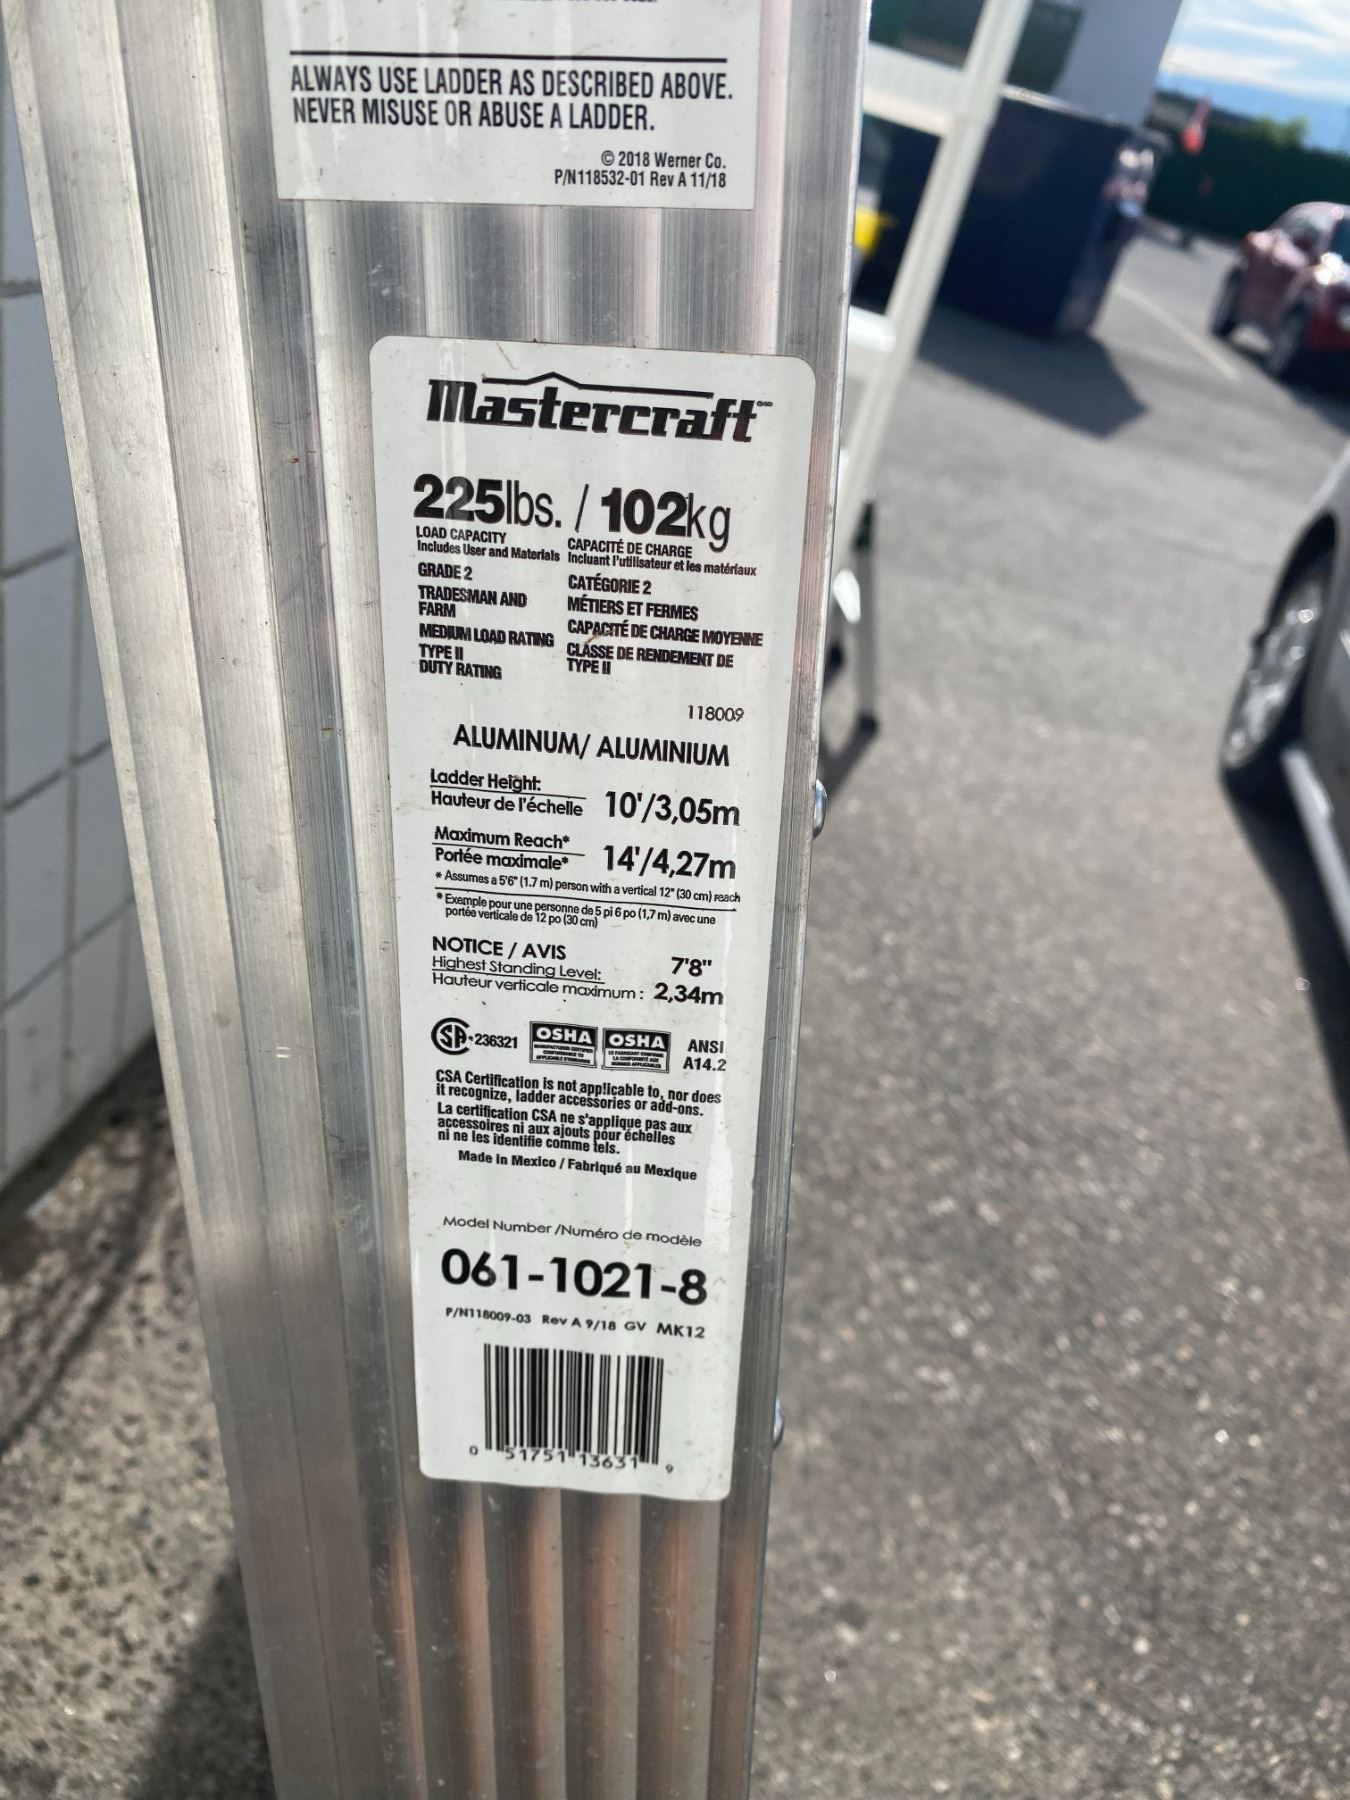 ALWAYS USE LADDER AS DESCRIBED ABOVE.
NEVER MISUSE OR ABUSE A LADDER.
© 2018 Werner Co.
P/N118532-01 Rev A 11/18
Mastercraft
225lbs. / 102kg
LOAD CAPACITY
Includes User and Materials
CAPACITÉ DE CHARGE
Incluant l'utilisateur et les matériaux
GRADE 2
TRADESMAN AND
FARM
MEDIUM LOAD RATING
TYPE II
DUTY RATING
CATÉGORIE 2
MÉTIERS ET FERMES
CAPACITÉ DE CHARGE MOYENNE
CLASSE DE RENDEMENT DE
TYPE II
118009
ALUMINUM/ ALUMINIUM
Ladder Height:
Hauteur de l'échelle
10'/3,05m
Maximum Reach*
Portée maximale*
14'/4,27m
* Assumes a 5'6" (1.7 m) person with a vertical 12" (30 cm) reach
* Exemple pour une personne de 5 pi 6 po (1,7 m) avec une
portée verticale de 12 po (30 cm)
NOTICE / AVIS
Highest Standing Level: 7'8"
Hauteur verticale maximum : 2,34m
236321
OSHA
OSHA
ANSI
A14.2
CSA Certification is not applicable to, nor does
it recognize, ladder accessories or add-ons.
La certification CSA ne s'applique pas aux
accessoires ni aux ajouts pour échelles
ni ne les identifie comme tels.
Made in Mexico / Fabriqué au Mexique
Model Number /Numéro de modèle
061-1021-8
P/N118009-03 Rev A 9/18 GV MK12
0 51751 13631 9